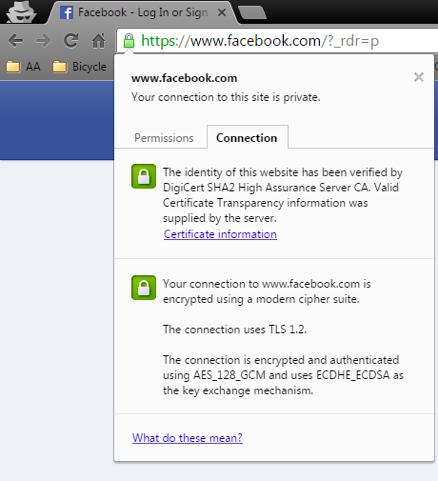 Facebook - Log In or Sign
https://www.facebook.com/?_rdr=p
AA
Bicycle
www.facebook.com
Your connection to this site is private.
Permissions
Connection
The identity of this website has been verified by
DigiCert SHA2 High Assurance Server CA. Valid
Certificate Transparency information was
supplied by the server.
Certificate information
Your connection to www.facebook.com is
encrypted using a modern cipher suite.
The connection uses TLS 1.2.
The connection is encrypted and authenticated
using AES_128_GCM and uses ECDHE_ECDSA as
the key exchange mechanism.
What do these mean?